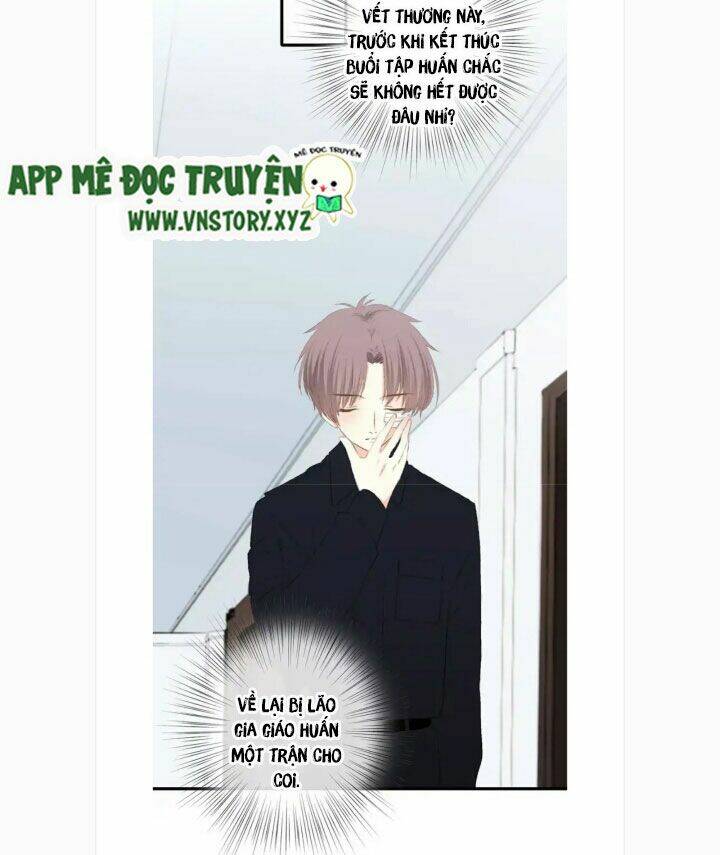 VẾT THƯƠNG NÀY,
TRƯỚC KHI KẾT THÚC
BUỔI TẬP HUẤN CHẮC
SẼ KHÔNG HẾT ĐƯỢC
ĐÂU NHỈ?
MÊ ĐỌC TRUYỆN
APP MÊ ĐỌC TRUYỆN
WWW.VNSTORY.XYZ
VỀ LẠI BỊ LÃO
GIA GIÁO HUẤN
MỘT TRẬN CHO
COI.